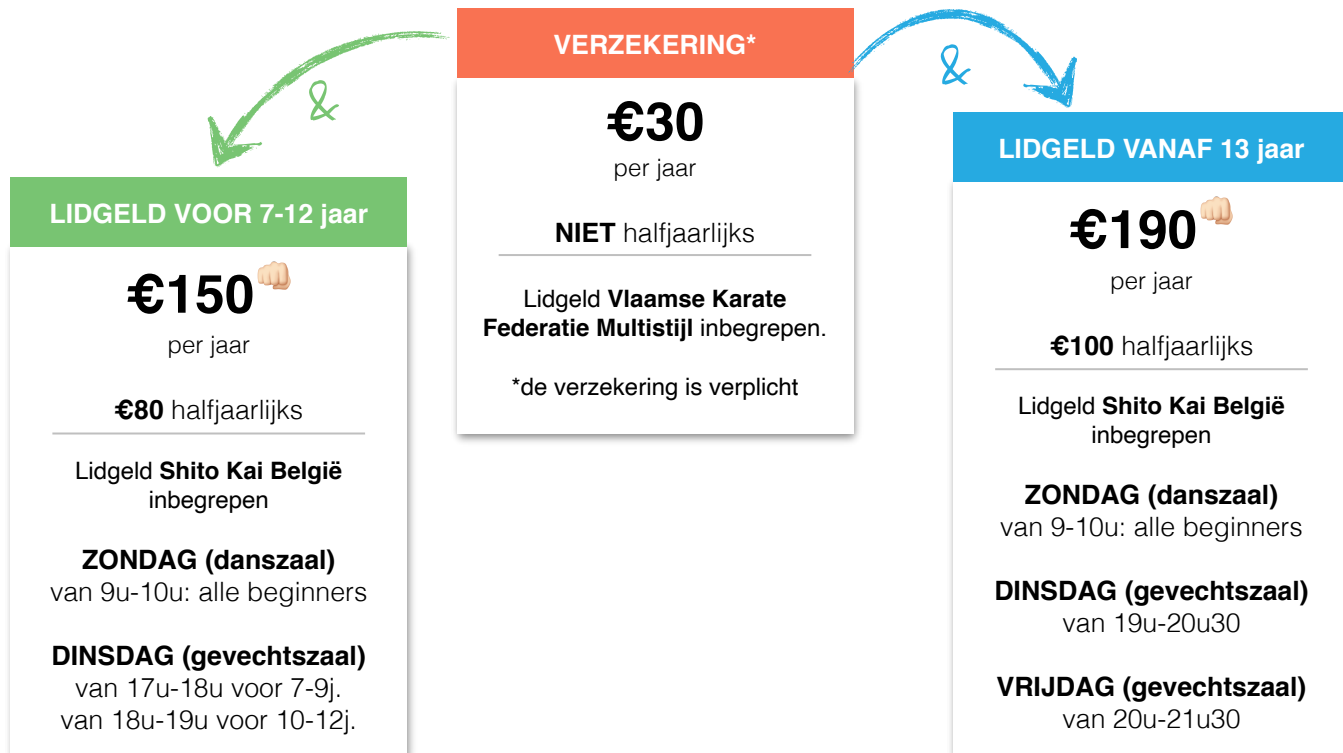 VERZEKERING*
€30
per jaar
NIET halfjaarlijks
Lidgeld Vlaamse Karate
Federatie Multistijl inbegrepen.
*de verzekering is verplicht
&
LIDGELD VOOR 7-12 jaar
€150👊🏻
per jaar
€80 halfjaarlijks
Lidgeld Shito Kai België
inbegrepen
ZONDAG (danszaal)
van 9u-10u: alle beginners
DINSDAG (gevechtszaal)
van 17u-18u voor 7-9j.
van 18u-19u voor 10-12j.
&
LIDGELD VANAF 13 jaar
€190👊🏻
per jaar
€100 halfjaarlijks
Lidgeld Shito Kai België
inbegrepen
ZONDAG (danszaal)
van 9-10u: alle beginners
DINSDAG (gevechtszaal)
van 19u-20u30
VRIJDAG (gevechtszaal)
van 20u-21u30